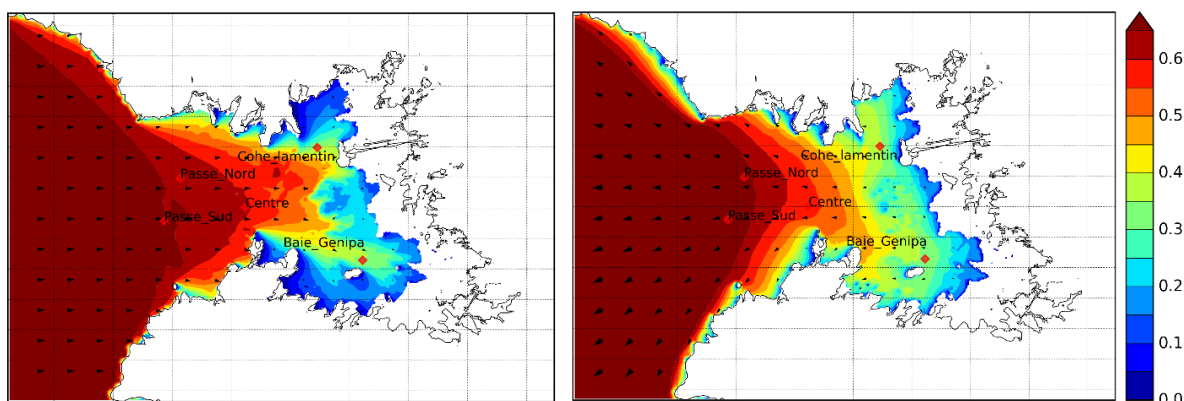 Cohe_lamentin
Passe_Nord
Centre
Passe_Sud
Baie_Genipa
Cohe_lamentin
Passe_Nord
Centre
Passe_Sud
Baie_Genipa
0.6
0.5
0.4
0.3
0.2
0.1
0.0